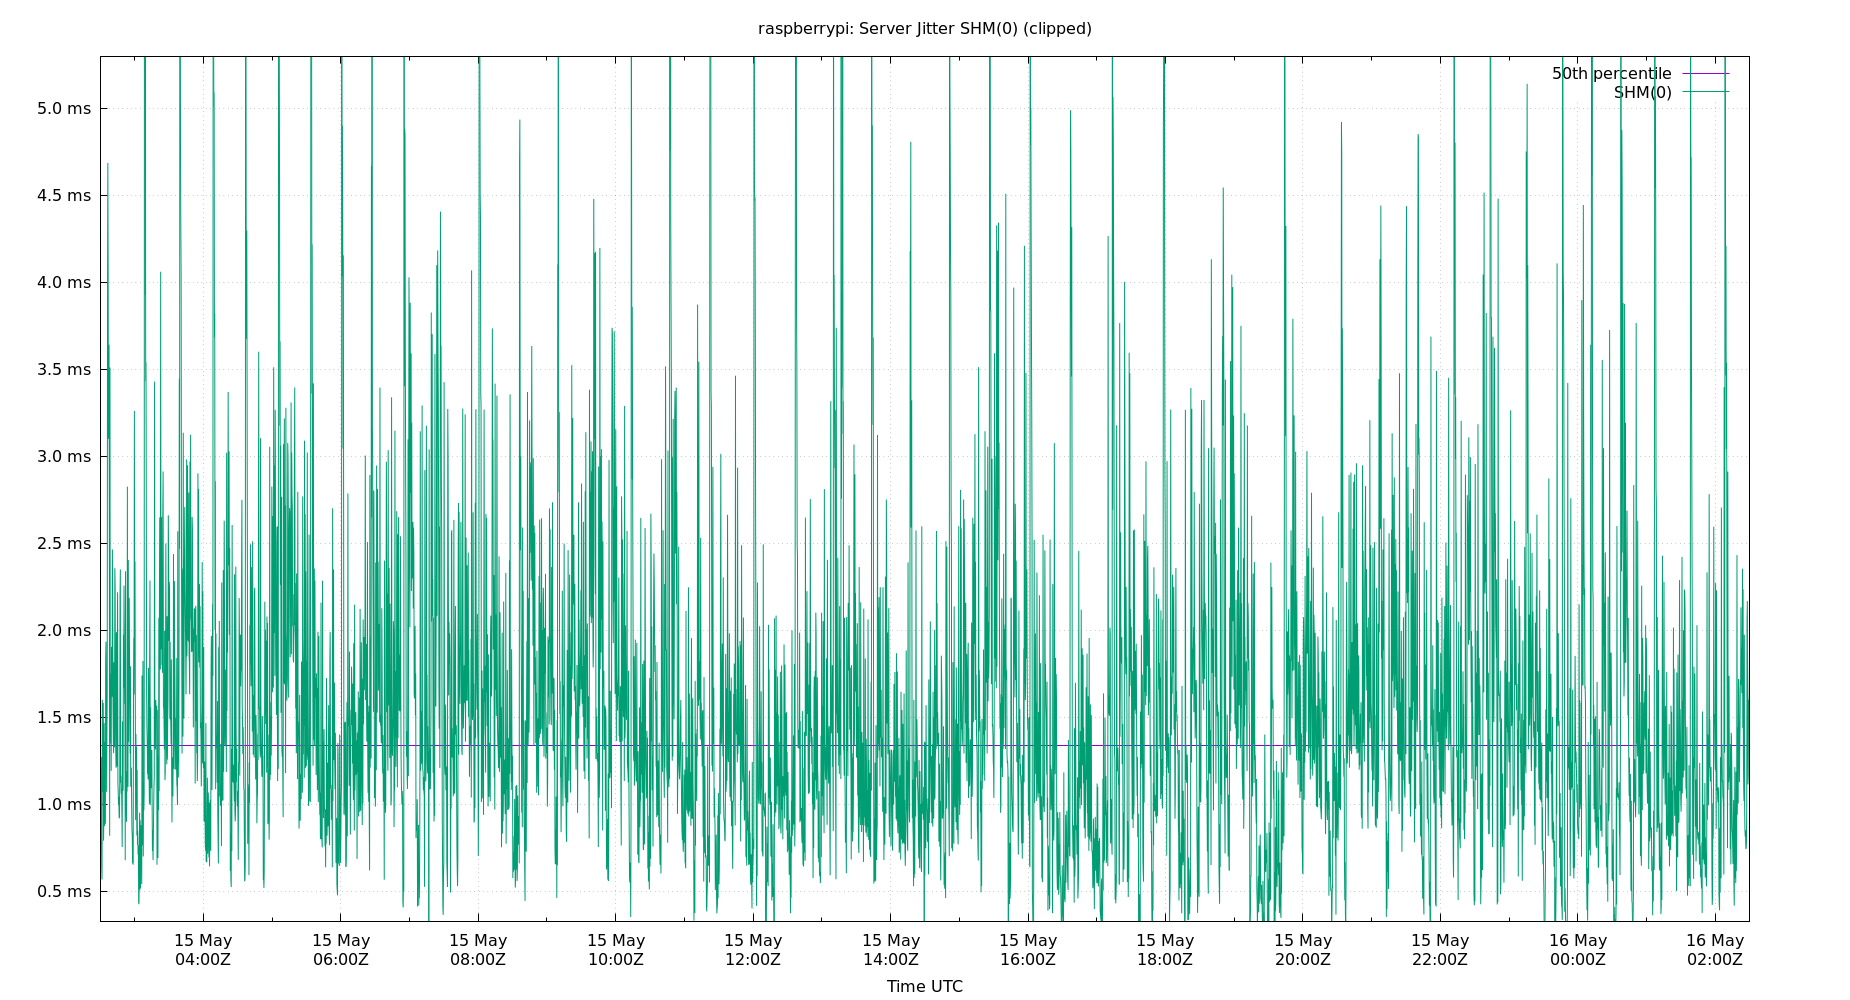 raspberrypi: Server Jitter SHM(0) (clipped)
50th percentile
SHM(0)
5.0 ms
4.5 ms
4.0 ms
3.5 ms
3.0 ms
2.5 ms
2.0 ms
1.5 ms
1.0 ms
0.5 ms
15 May 15 May 15 May 15 May 15 May 15 May 15 May 15 May 15 May 15 May 16 May 16 May
04:00Z 06:00Z 08:00Z 10:00Z 12:00Z 14:00Z 16:00Z 18:00Z 20:00Z 22:00Z 00:00Z 02:00Z
Time UTC